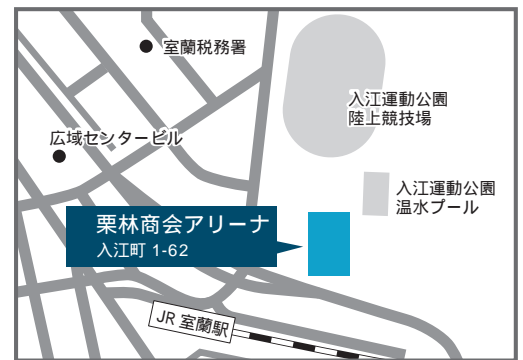 室蘭税務署
入江運動公園
陸上競技場
広域センタービル
入江運動公園
温水プール
栗林商会アリーナ
入江町 1-62
JR 室蘭駅